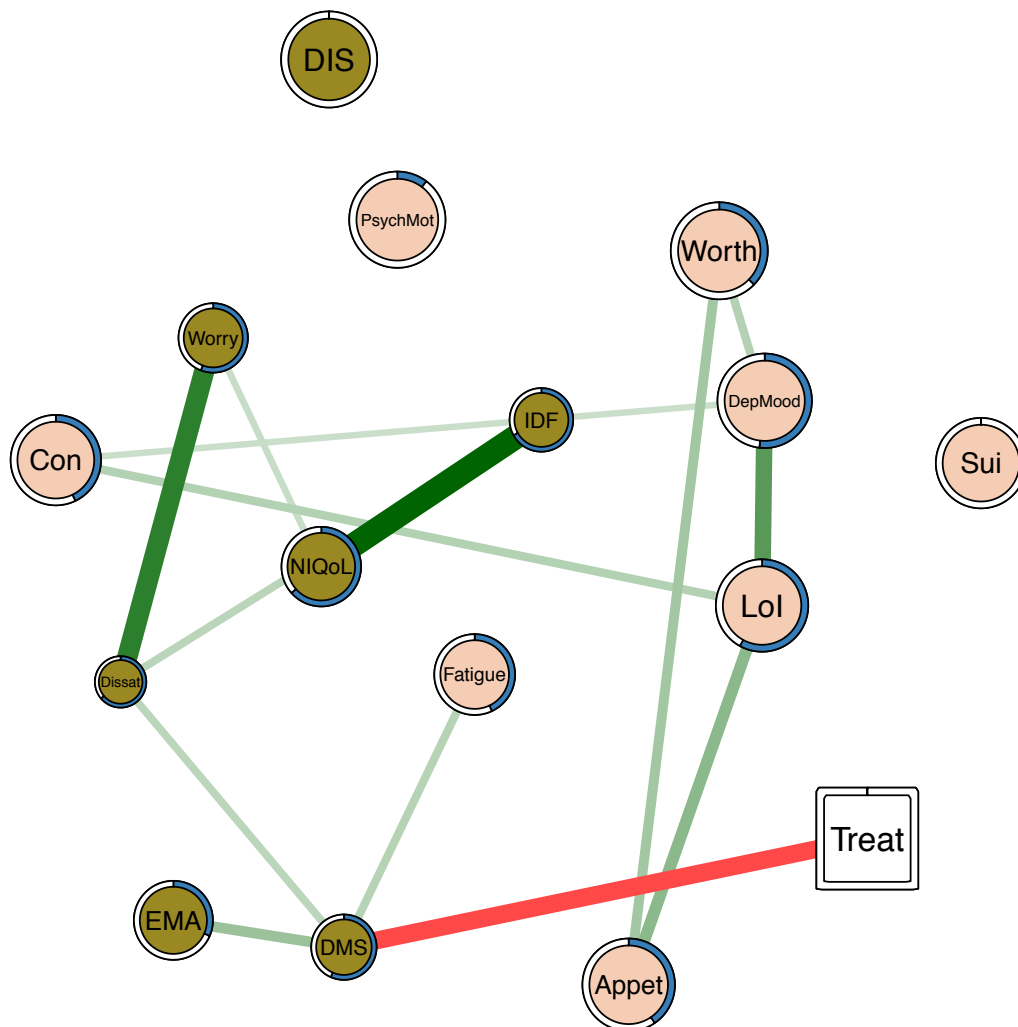 DIS
PsychMot
Worth
Worry
DepMood
IDF
Con
Sui
NIQoL
LoI
Fatigue
Dissat
Treat
EMA
DMS
Appet